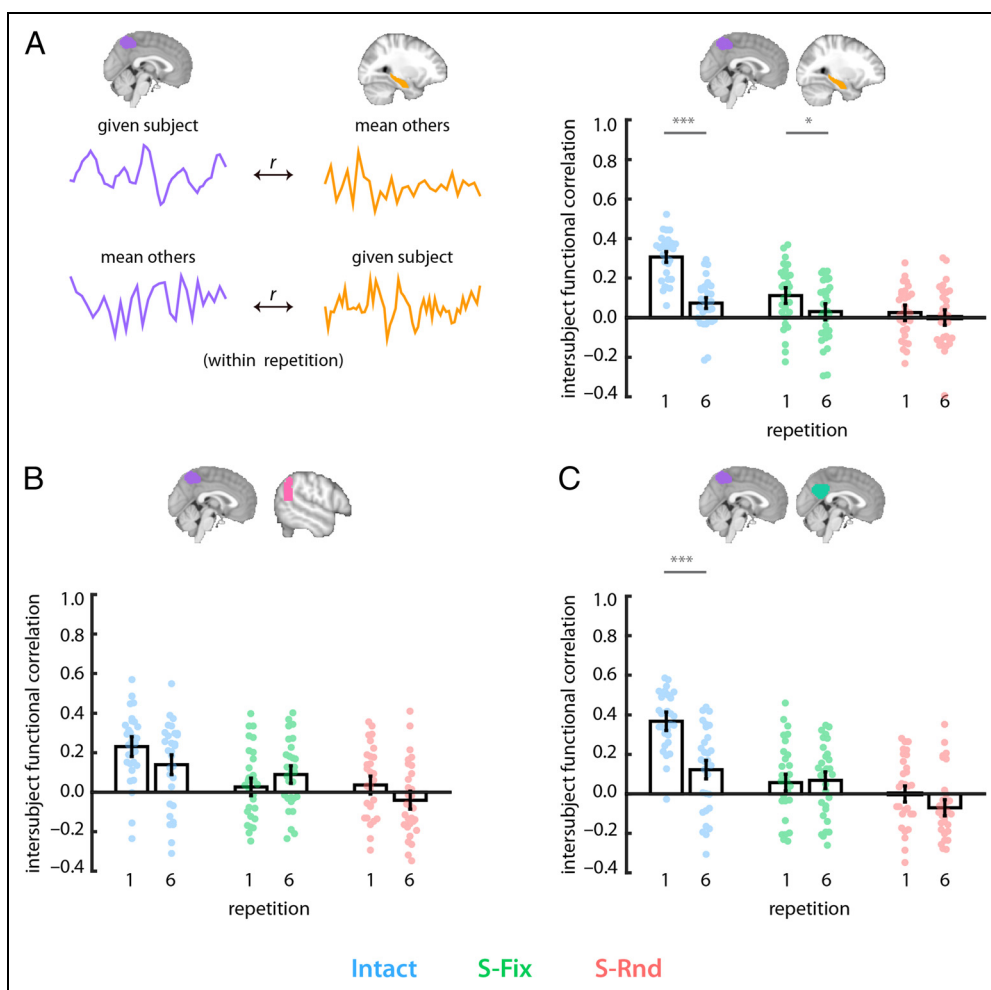 A
given subject
mean others
r
mean others
given subject
r
(within repetition)
intersubject functional correlation
1.0
0.8
0.6
0.4
0.2
0.0
−0.2
−0.4
***
*
1 6 1 6 1 6
repetition
B
intersubject functional correlation
1.0
0.8
0.6
0.4
0.2
0.0
−0.2
−0.4
1 6 1 6 1 6
repetition
C
***
intersubject functional correlation
1.0
0.8
0.6
0.4
0.2
0.0
−0.2
−0.4
1 6 1 6 1 6
repetition
Intact S-Fix S-Rnd